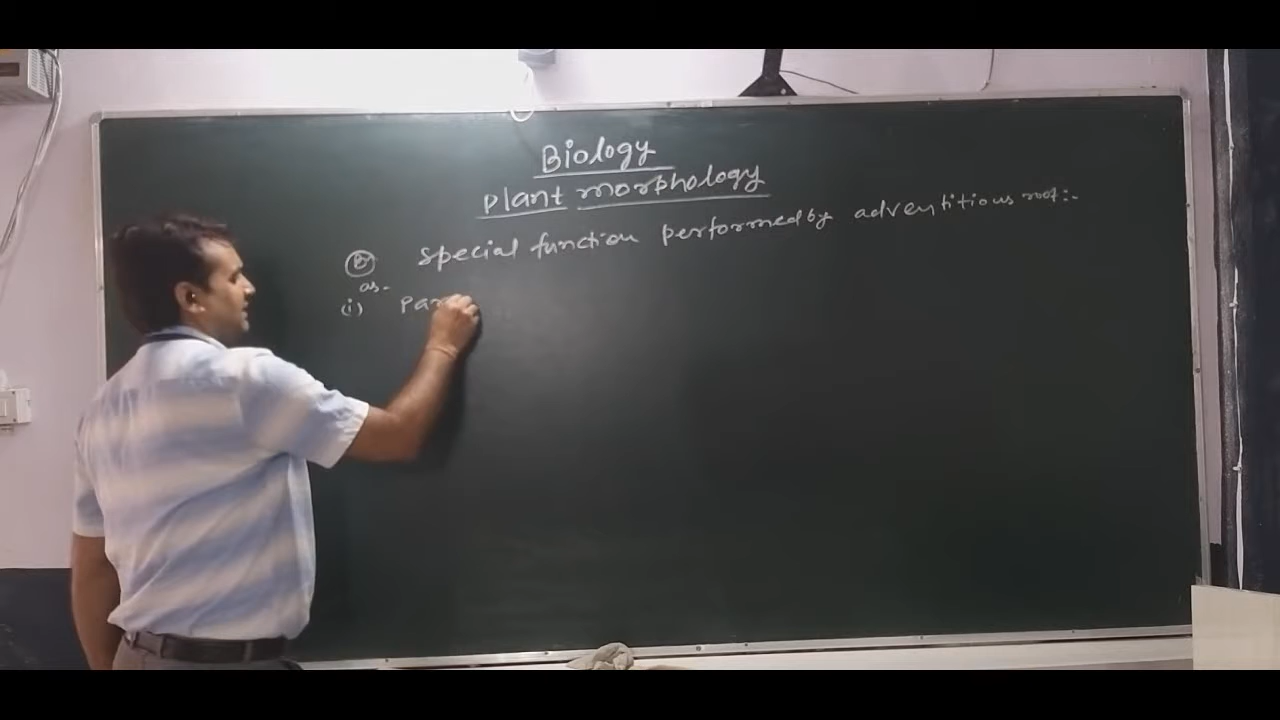 Biology
plant morphology
(B) special function performed by adventitious root:-
as-
(i) Par